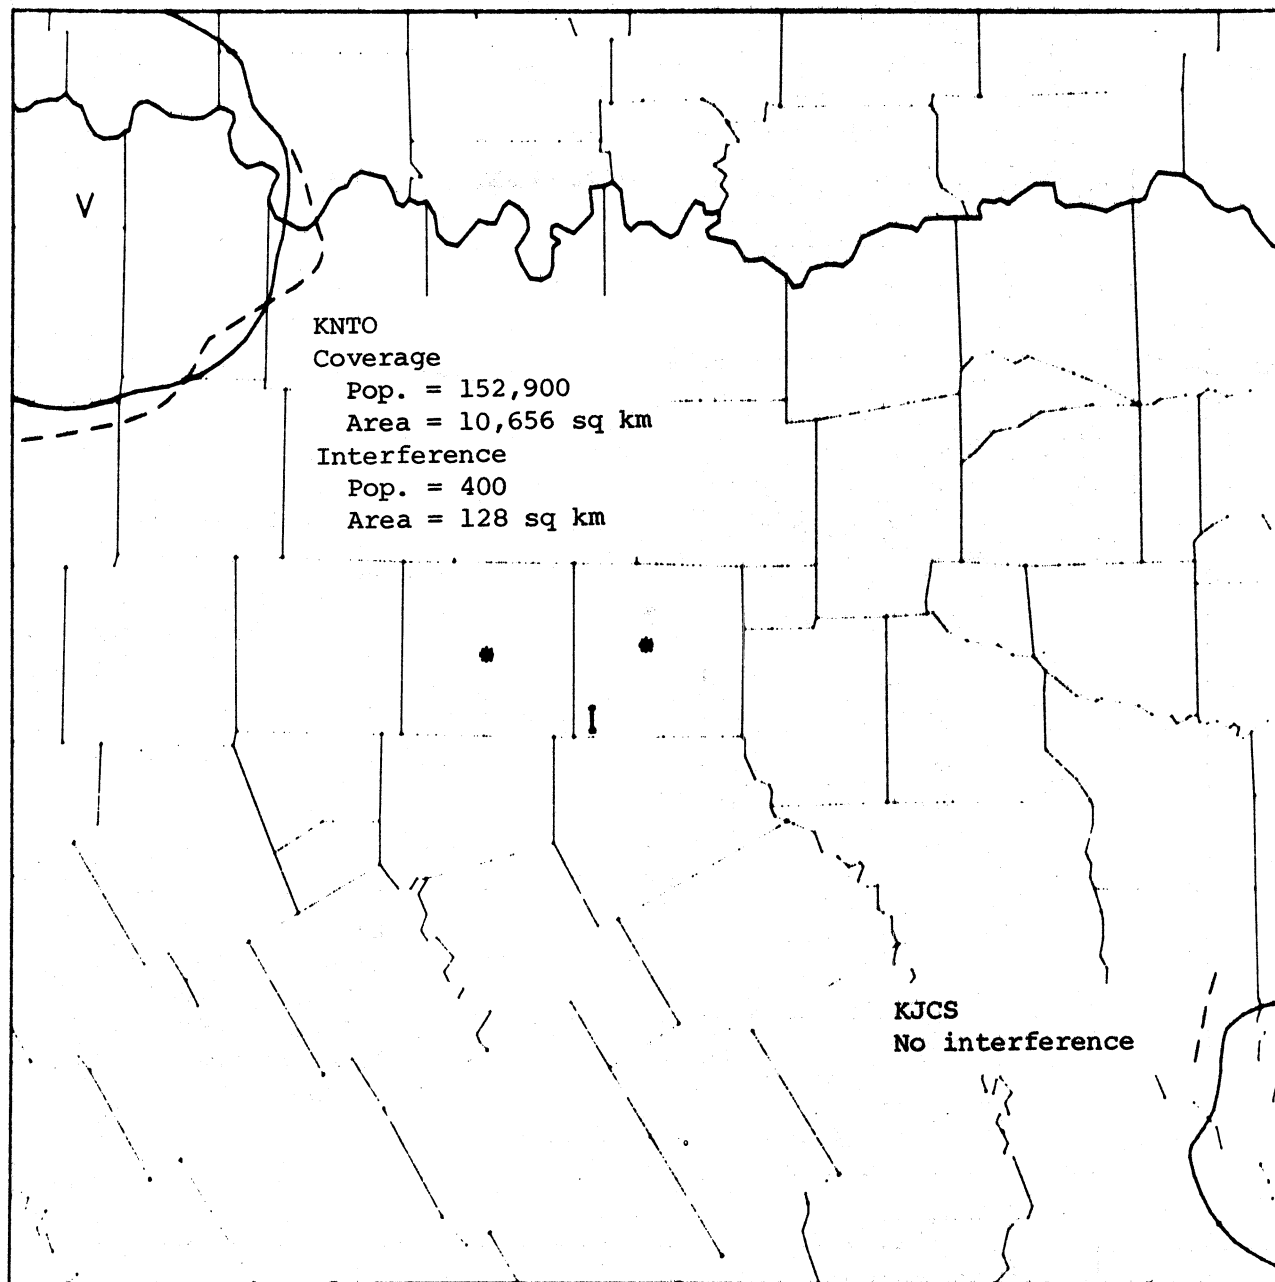 V
KNTO
Coverage
Pop. = 152,900
Area = 10,656 sq km
Interference
Pop. = 400
Area = 128 sq km
KJCS
No interference